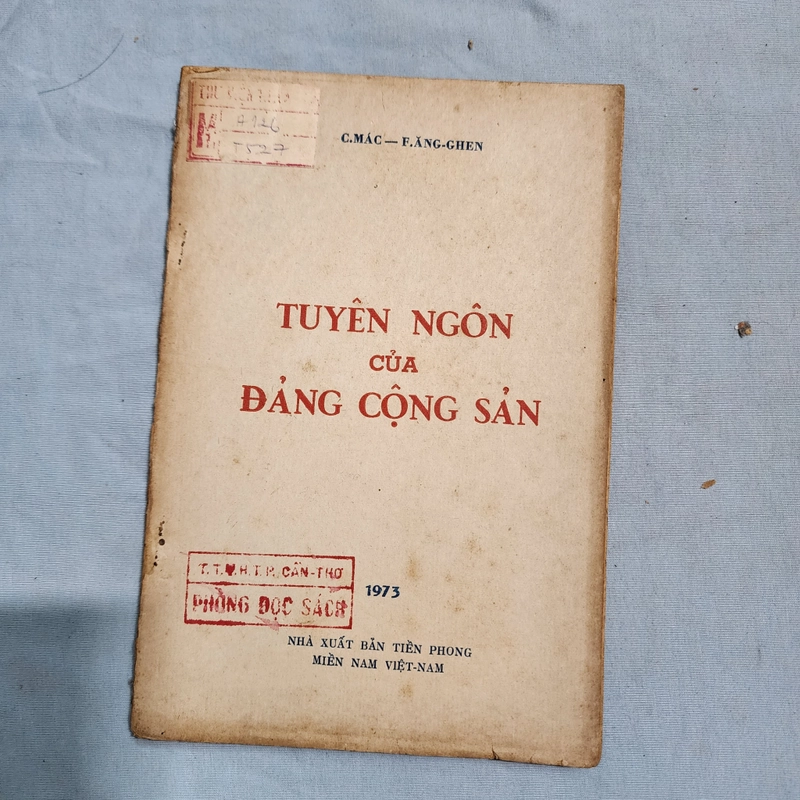 C.MÁC — F.ĂNG-GHEN
TUYÊN NGÔN
CỦA
ĐẢNG CỘNG SẢN
CẦN-THƠ
PHÒNG ĐỌC SÁCH
1973
NHÀ XUẤT BẢN TIỀN PHONG
MIỀN NAM VIỆT-NAM